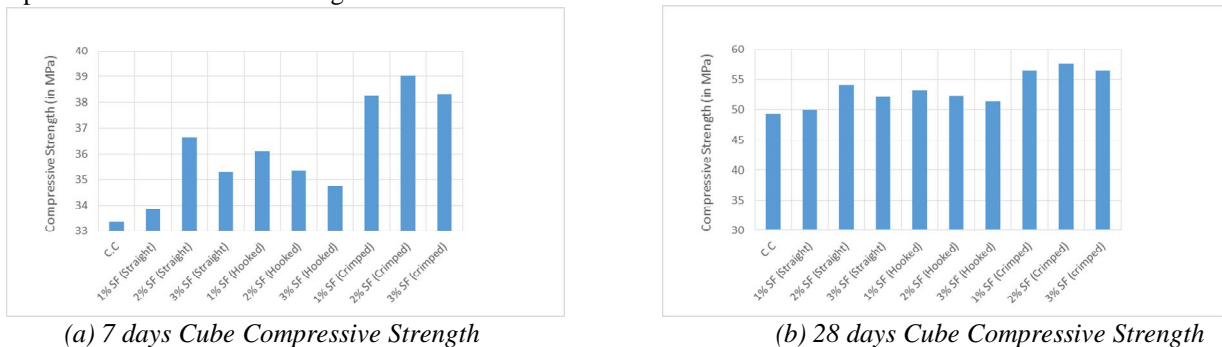 Compressive Strength (in MPa)
40
39
38
37
36
35
34
33
C.C
1% SF (Straight)
2% SF (Straight)
3% SF (Straight)
1% SF (Hooked)
2% SF (Hooked)
3% SF (Hooked)
1% SF (Crimped)
2% SF (Crimped)
3% SF (crimped)
(a) 7 days Cube Compressive Strength
Compressive Strength (in MPa)
60
55
50
45
40
35
30
C.C
1% SF (Straight)
2% SF (Straight)
3% SF (Straight)
1% SF (Hooked)
2% SF (Hooked)
3% SF (Hooked)
1% SF (Crimped)
2% SF (Crimped)
3% SF (crimped)
(b) 28 days Cube Compressive Strength